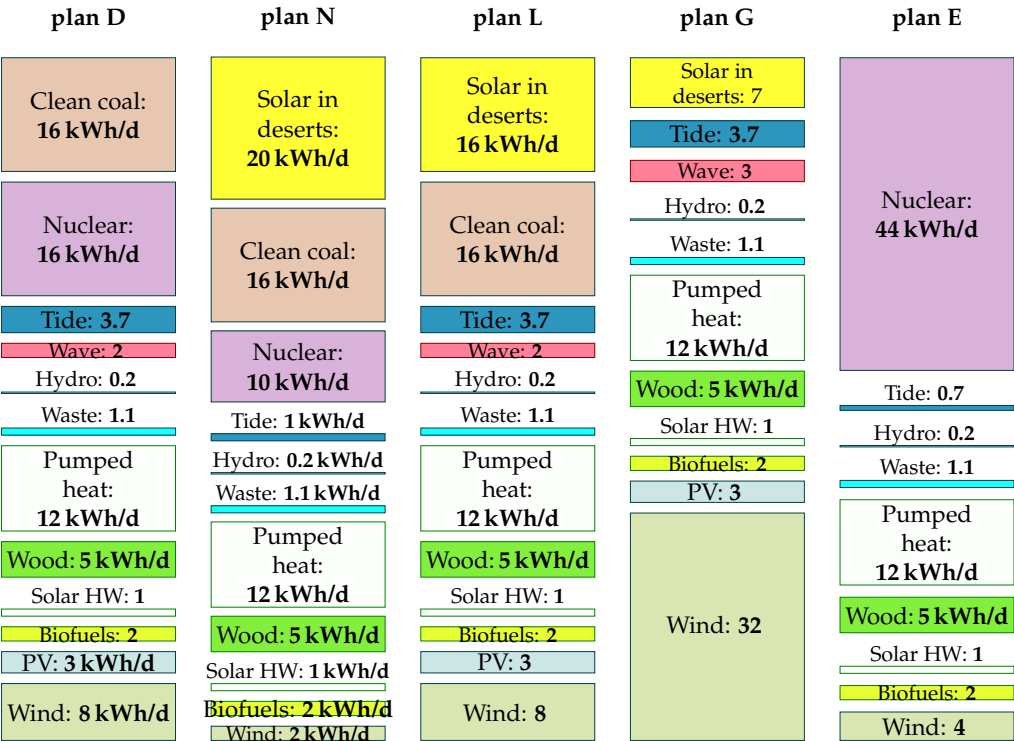 plan D
Clean coal:
16 kWh/d
Nuclear:
16 kWh/d
Tide: 3.7
Wave: 2
Hydro: 0.2
Waste: 1.1
Pumped
heat:
12 kWh/d
Wood: 5 kWh/d
Solar HW: 1
Biofuels: 2
PV: 3 kWh/d
Wind: 8 kWh/d
plan N
Solar in
deserts:
20 kWh/d
Clean coal:
16 kWh/d
Nuclear:
10 kWh/d
Tide: 1 kWh/d
Hydro: 0.2 kWh/d
Waste: 1.1 kWh/d
Pumped
heat:
12 kWh/d
Wood: 5 kWh/d
Solar HW: 1 kWh/d
Biofuels: 2 kWh/d
Wind: 2 kWh/d
plan L
Solar in
deserts:
16 kWh/d
Clean coal:
16 kWh/d
Tide: 3.7
Wave: 2
Hydro: 0.2
Waste: 1.1
Pumped
heat:
12 kWh/d
Wood: 5 kWh/d
Solar HW: 1
Biofuels: 2
PV: 3
Wind: 8
plan G
Solar in
deserts: 7
Tide: 3.7
Wave: 3
Hydro: 0.2
Waste: 1.1
Pumped
heat:
12 kWh/d
Wood: 5 kWh/d
Solar HW: 1
Biofuels: 2
PV: 3
Wind: 32
plan E
Nuclear:
44 kWh/d
Tide: 0.7
Hydro: 0.2
Waste: 1.1
Pumped
heat:
12 kWh/d
Wood: 5 kWh/d
Solar HW: 1
Biofuels: 2
Wind: 4